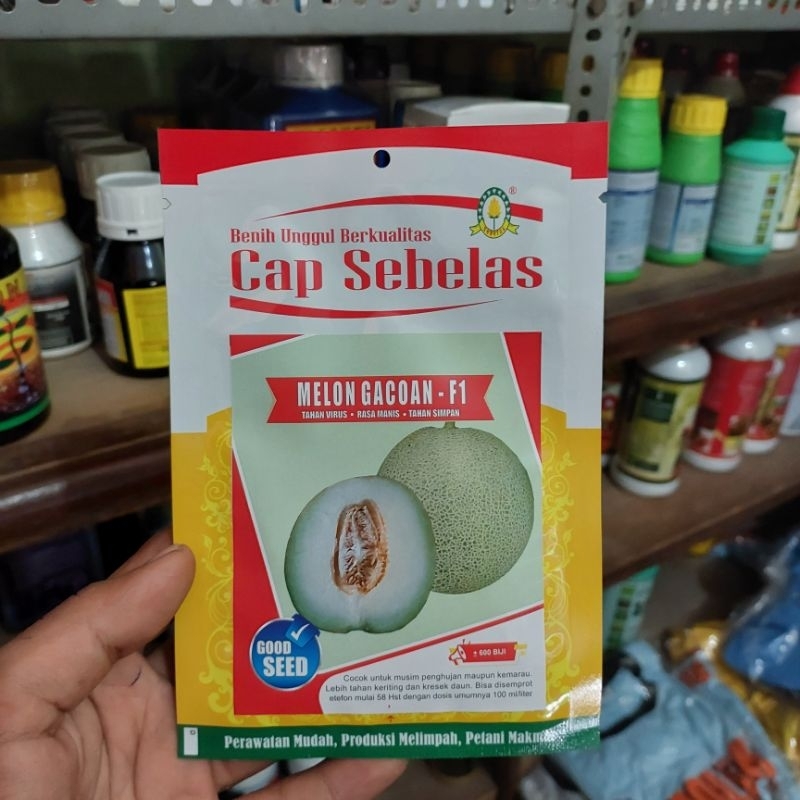 ®
Benih Unggul Berkualitas
Cap Sebelas
MELON GACOAN - F1
TAHAN VIRUS • RASA MANIS • TAHAN SIMPAN
GOOD
SEED
± 600 BIJI
Cocok untuk musim penghujan maupun kemarau.
Lebih tahan keriting dan kresek daun. Bisa disemprot
etefon mulai 58 Hst dengan dosis umumnya 100 ml/liter
Perawatan Mudah, Produksi Melimpah, Petani